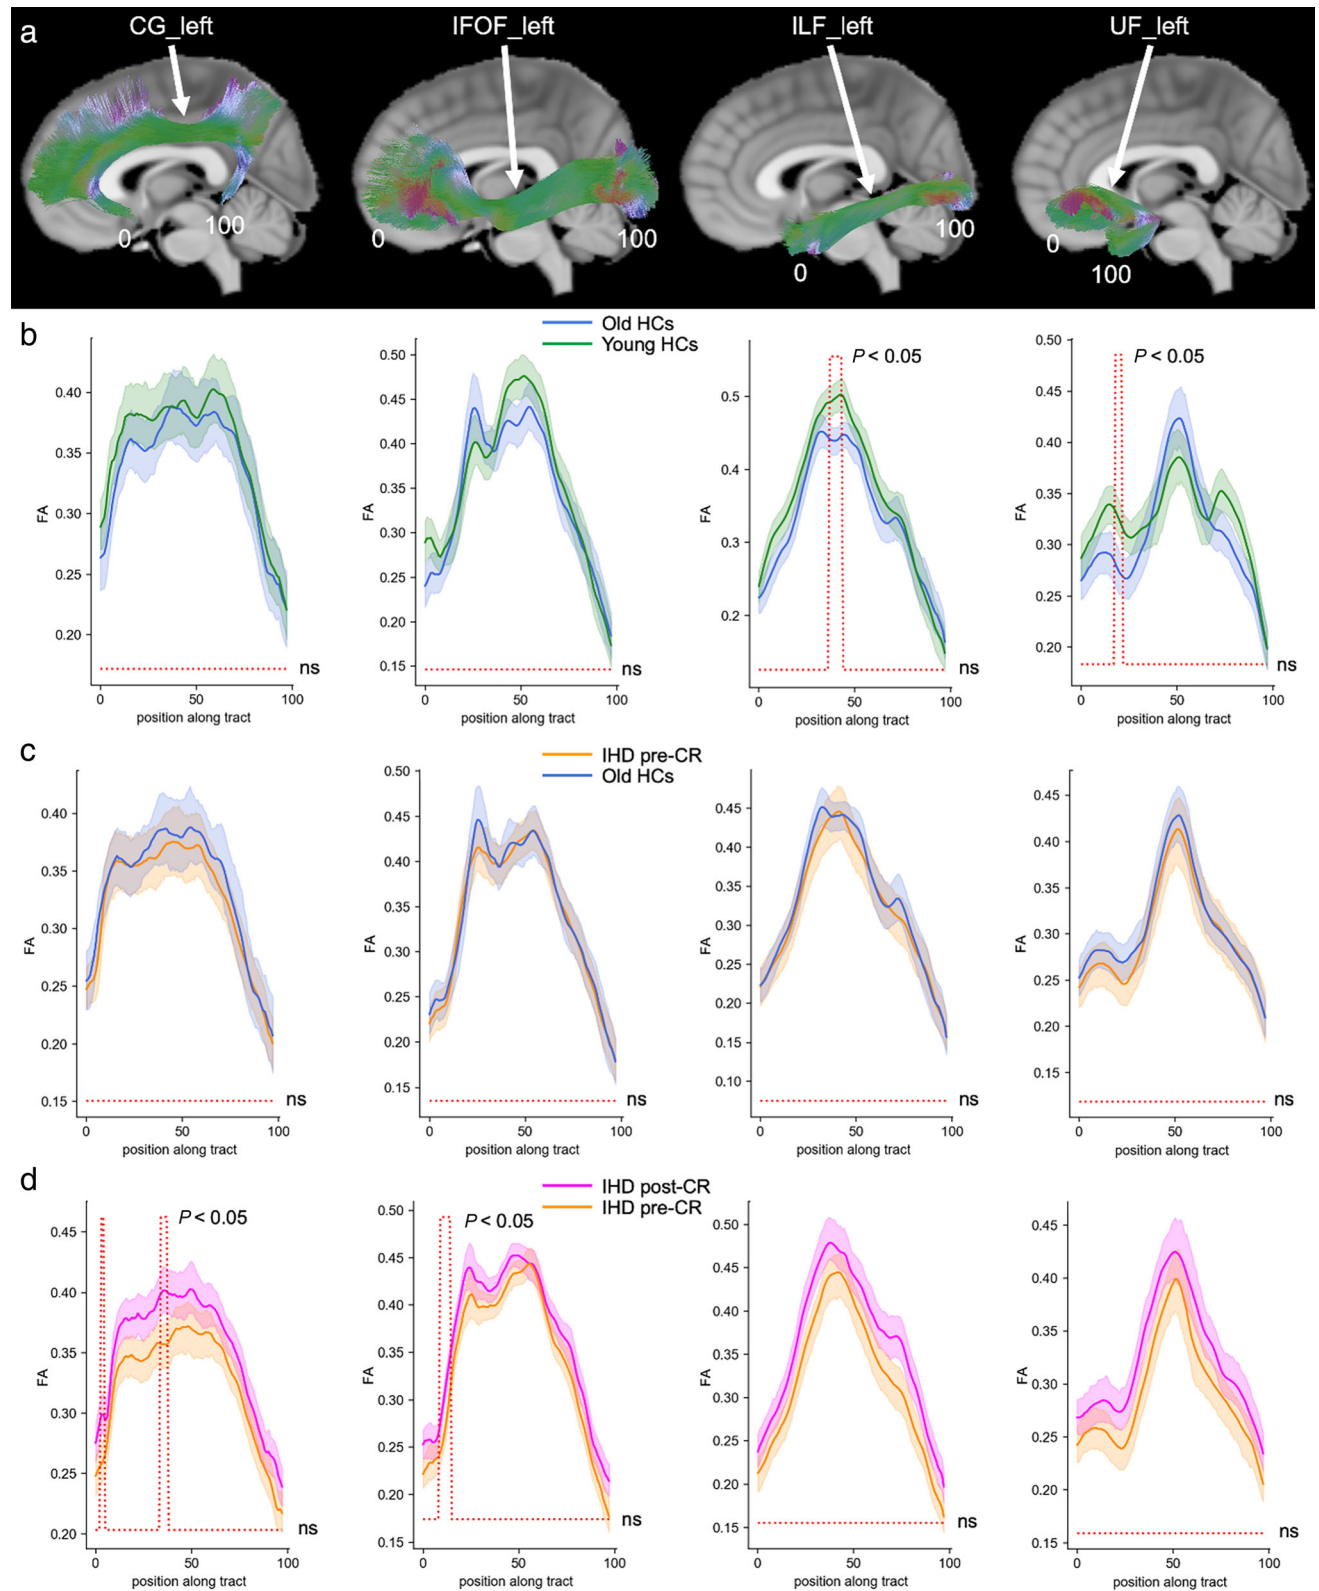 a
CG_left IFOF_left ILF_left UF_left
0 100 0 100 0 100 0 100
b
Old HCs
Young HCs
P < 0.05
P < 0.05
FA
0.40
0.35
0.30
0.25
0.20
ns
0 50 100
position along tract
FA
0.50
0.45
0.40
0.35
0.30
0.25
0.20
0.15
ns
0 50 100
position along tract
FA
0.5
0.4
0.3
0.2
ns
0 50 100
position along tract
FA
0.50
0.45
0.40
0.35
0.30
0.25
0.20
ns
0 50 100
position along tract
c
IHD pre-CR
Old HCs
FA
0.40
0.35
0.30
0.25
0.20
0.15
ns
0 50 100
position along tract
FA
0.50
0.45
0.40
0.35
0.30
0.25
0.20
0.15
ns
0 50 100
position along tract
FA
0.45
0.40
0.35
0.30
0.25
0.20
0.15
0.10
ns
0 50 100
position along tract
FA
0.45
0.40
0.35
0.30
0.25
0.20
0.15
ns
0 50 100
position along tract
d
IHD post-CR
IHD pre-CR
P < 0.05
P < 0.05
FA
0.45
0.40
0.35
0.30
0.25
0.20
ns
0 50 100
position along tract
FA
0.50
0.45
0.40
0.35
0.30
0.25
0.20
0.15
ns
0 50 100
position along tract
FA
0.50
0.45
0.40
0.35
0.30
0.25
0.20
0.15
ns
0 50 100
position along tract
FA
0.45
0.40
0.35
0.30
0.25
0.20
0.15
ns
0 50 100
position along tract